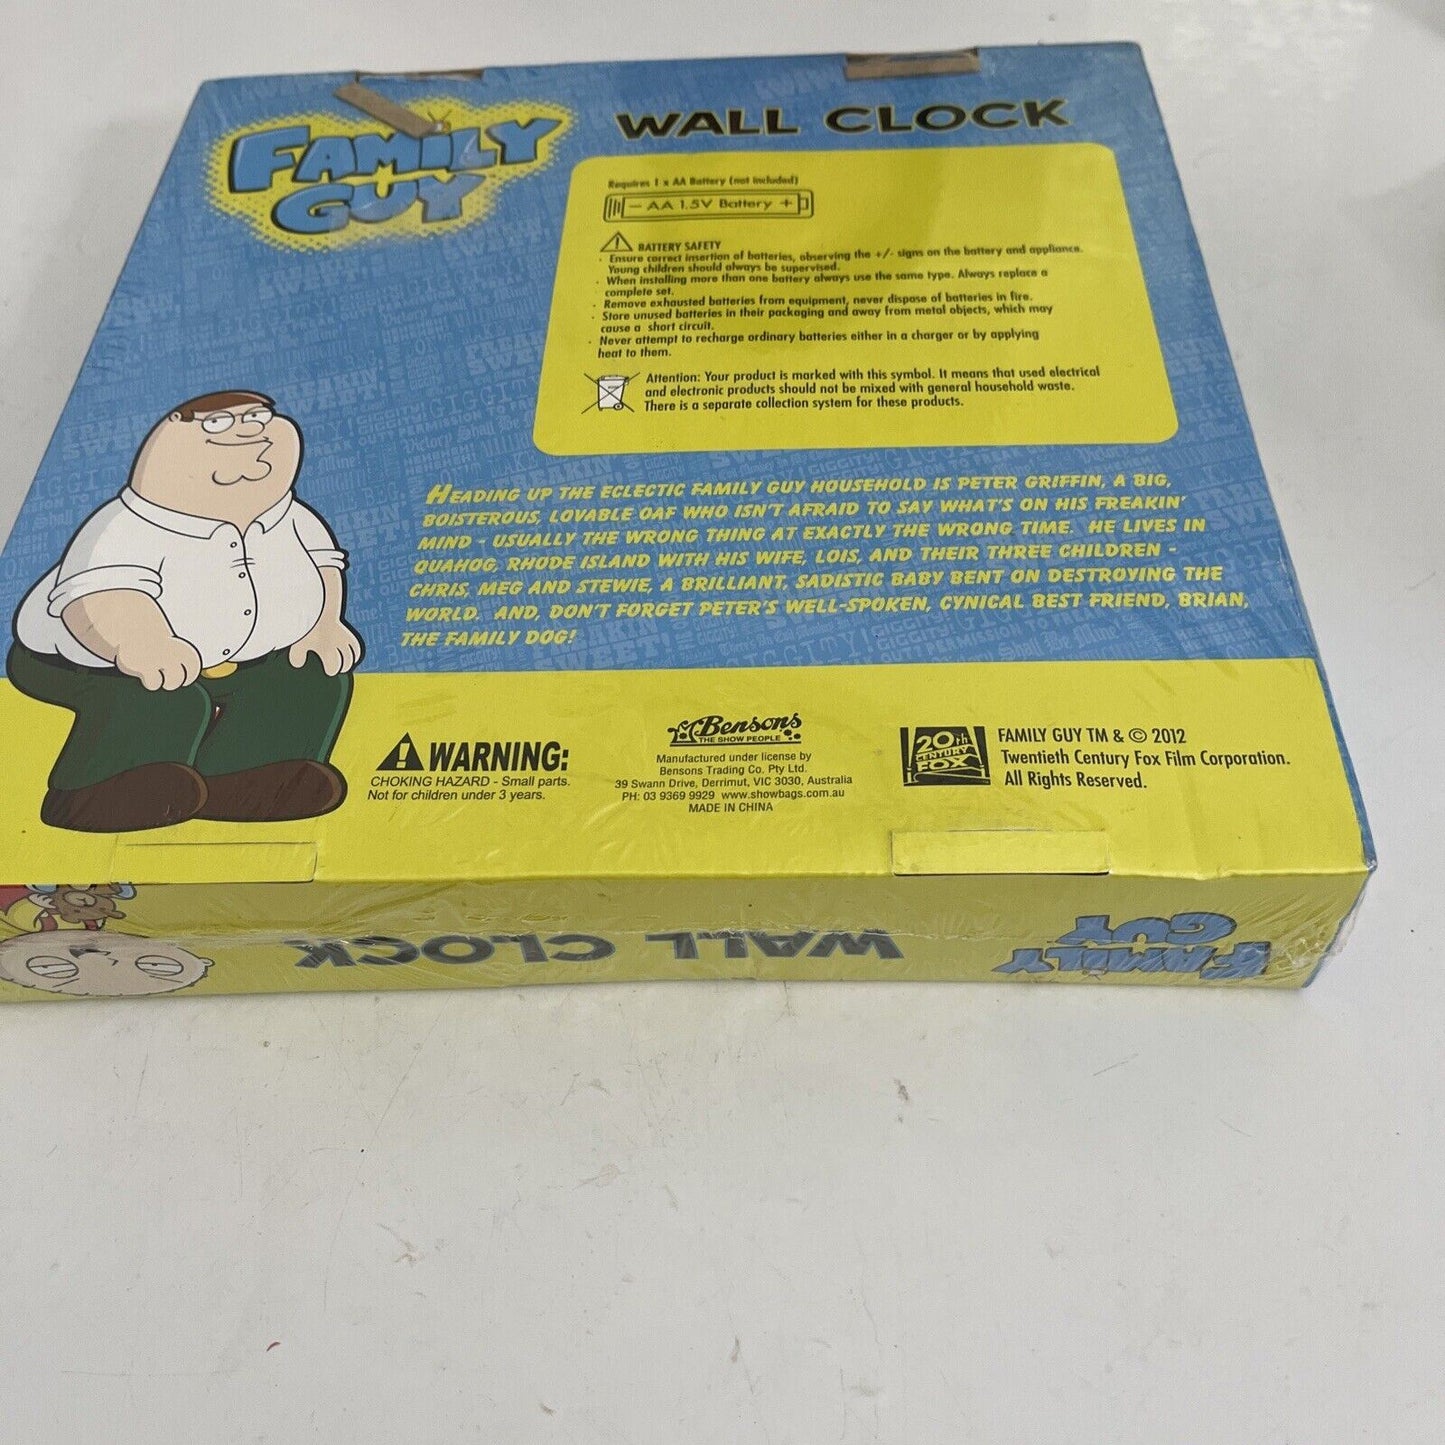 FAMILY
GUY
WALL CLOCK
Requires 1 x AA Battery (not included)
- AA 1.5V Battery +
BATTERY SAFETY
· Ensure correct insertion of batteries, observing the +/- signs on the battery and appliance.
Young children should always be supervised.
· When installing more than one battery always use the same type. Always replace a
complete set.
· Remove exhausted batteries from equipment, never dispose of batteries in fire.
· Store unused batteries in their packaging and away from metal objects, which may
cause a short circuit.
· Never attempt to recharge ordinary batteries either in a charger or by applying
heat to them.
Attention: Your product is marked with this symbol. It means that used electrical
and electronic products should not be mixed with general household waste.
There is a separate collection system for these products.
HEADING UP THE ECLECTIC FAMILY GUY HOUSEHOLD IS PETER GRIFFIN, A BIG,
BOISTEROUS, LOVABLE OAF WHO ISN'T AFRAID TO SAY WHAT'S ON HIS FREAKIN'
MIND - USUALLY THE WRONG THING AT EXACTLY THE WRONG TIME. HE LIVES IN
QUAHOG, RHODE ISLAND WITH HIS WIFE, LOIS, AND THEIR THREE CHILDREN -
CHRIS, MEG AND STEWIE, A BRILLIANT, SADISTIC BABY BENT ON DESTROYING THE
WORLD. AND, DON'T FORGET PETER'S WELL-SPOKEN, CYNICAL BEST FRIEND, BRIAN,
THE FAMILY DOG!
WARNING:
CHOKING HAZARD - Small parts.
Not for children under 3 years.
Bensons
THE SHOW PEOPLE
Manufactured under license by
Bensons Trading Co. Pty Ltd.
39 Swann Drive, Derrimut, VIC 3030, Australia
PH: 03 9369 9929 www.showbags.com.au
MADE IN CHINA
20th
CENTURY
FOX
FAMILY GUY TM & © 2012
Twentieth Century Fox Film Corporation.
All Rights Reserved.
WALL CLOCK
FAMILY
GUY